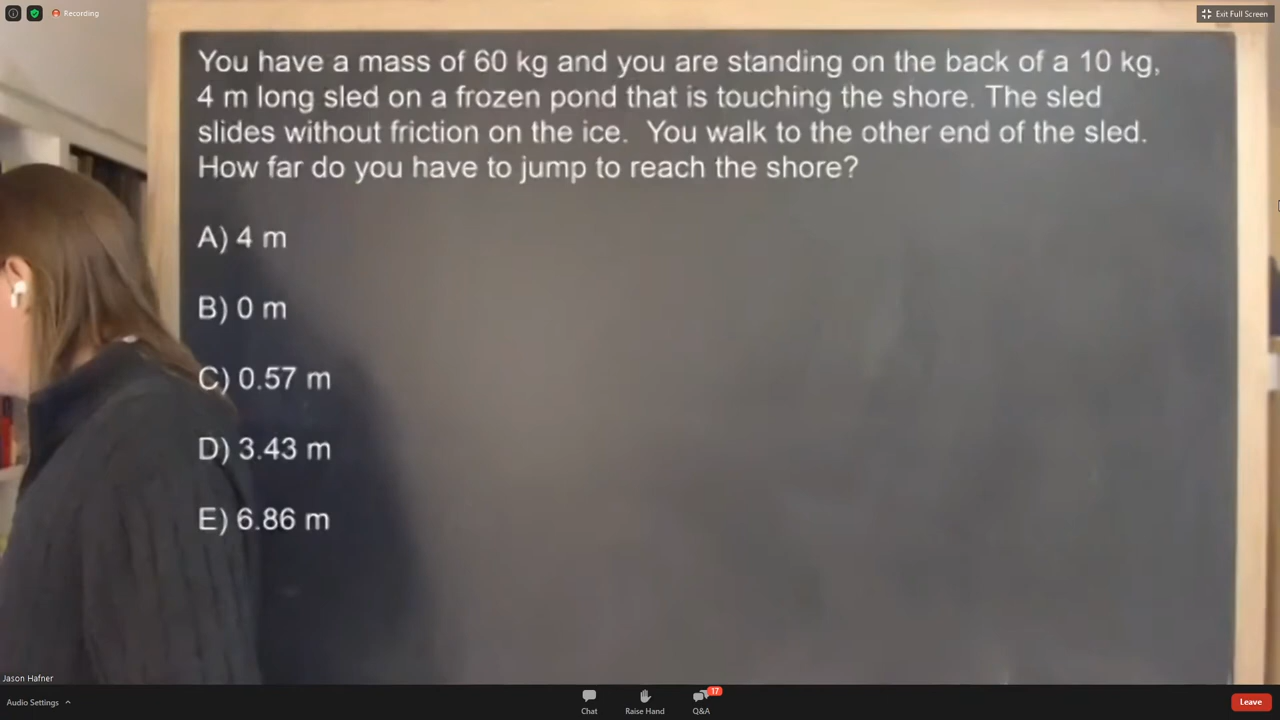 Recording
Exit Full Screen
You have a mass of 60 kg and you are standing on the back of a 10 kg,
4 m long sled on a frozen pond that is touching the shore. The sled
slides without friction on the ice. You walk to the other end of the sled.
How far do you have to jump to reach the shore?
A) 4 m
B) 0 m
C) 0.57 m
D) 3.43 m
E) 6.86 m
Jason Hafner
Audio Settings
Chat
Raise Hand
17
Q&A
Leave